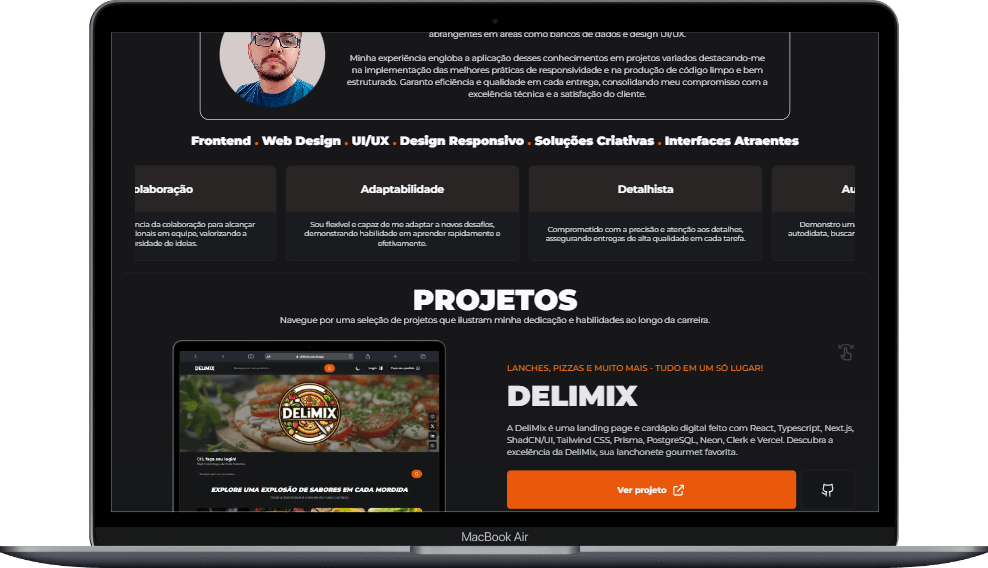 abrangentes em áreas como bancos de dados e design UI/UX.
Minha experiência engloba a aplicação desses conhecimentos em projetos variados destacando-me
na implementação das melhores práticas de responsividade e na produção de código limpo e bem
estruturado. Garanto eficiência e qualidade em cada entrega, consolidando meu compromisso com a
excelência técnica e a satisfação do cliente.
Frontend . Web Design . UI/UX . Design Responsivo . Soluções Criativas . Interfaces Atraentes
olaboração
ncia da colaboração para alcançar
ionais em equipe, valorizando a
ersidade de ideias.
Adaptabilidade
Sou flexível e capaz de me adaptar a novos desafios,
demonstrando habilidade em aprender rapidamente e
efetivamente.
Detalhista
Comprometido com a precisão e atenção aos detalhes,
assegurando entregas de alta qualidade em cada tarefa.
Au
Demonstro uma
autodidata, buscar
PROJETOS
Navegue por uma seleção de projetos que ilustram minha dedicação e habilidades ao longo da carreira.
DELIMIX
Login
DELiMIX
Oi, faça seu login!
EXPLORE UMA EXPLOSÃO DE SABORES EM CADA MORDIDA
LANCHES, PIZZAS E MUITO MAIS - TUDO EM UM SÓ LUGAR!
DELIMIX
A DeliMix é uma landing page e cardápio digital feito com React, Typescript, Next.js,
ShadCN/UI, Tailwind CSS, Prisma, PostgreSQL, Neon, Clerk e Vercel. Descubra a
excelência da DeliMix, sua lanchonete gourmet favorita.
Ver projeto
MacBook Air